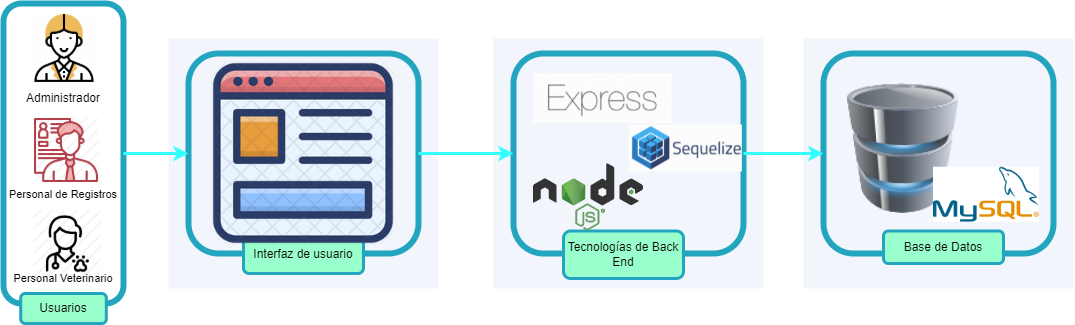 Administrador
Personal de Registros
Personal Veterinario
Usuarios
Interfaz de usuario
Express
Sequelize
node
JS
Tecnologías de Back
End
MySQL
Base de Datos